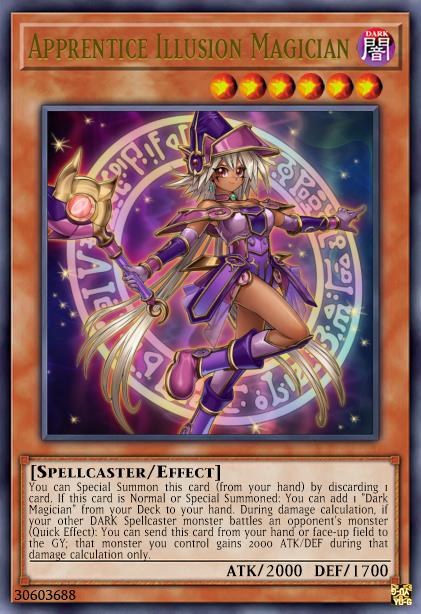 APPRENTICE ILLUSION MAGICIAN
DARK
闇
[SPELLCASTER/EFFECT]
You can Special Summon this card (from your hand) by discarding 1
card. If this card is Normal or Special Summoned: You can add 1 "Dark
Magician" from your Deck to your hand. During damage calculation, if
your other DARK Spellcaster monster battles an opponent's monster
(Quick Effect): You can send this card from your hand or face-up field to
the GY; that monster you control gains 2000 ATK/DEF during that
damage calculation only.
ATK/2000 DEF/1700
30603688